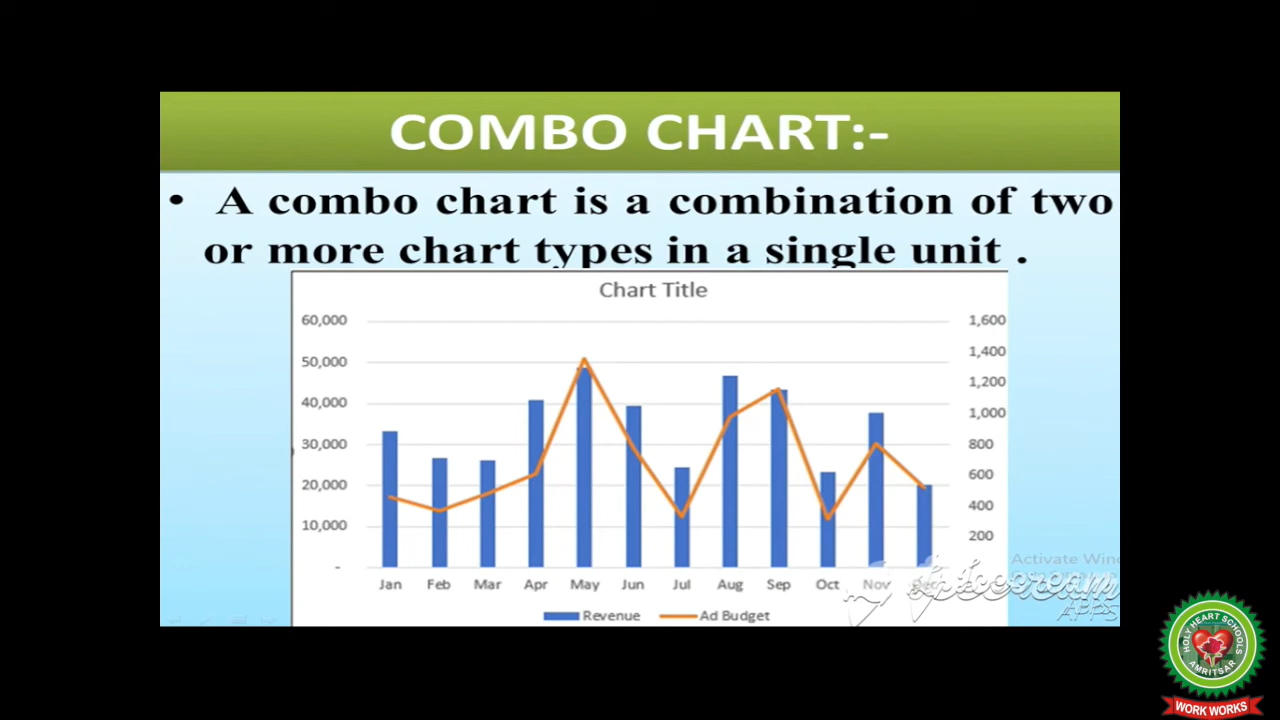 COMBO CHART:-
• A combo chart is a combination of two
or more chart types in a single unit .
Chart Title
60,000
50,000
40,000
30,000
20,000
10,000
-
1,600
1,400
1,200
1,000
800
600
400
200
Jan Feb Mar Apr May Jun Jul Aug Sep Oct Nov Dec
Revenue Ad Budget
Activate Wind
Icecream
APPS
HOLY HEART SCHOOLS
AMRITSAR
WORK WORKS